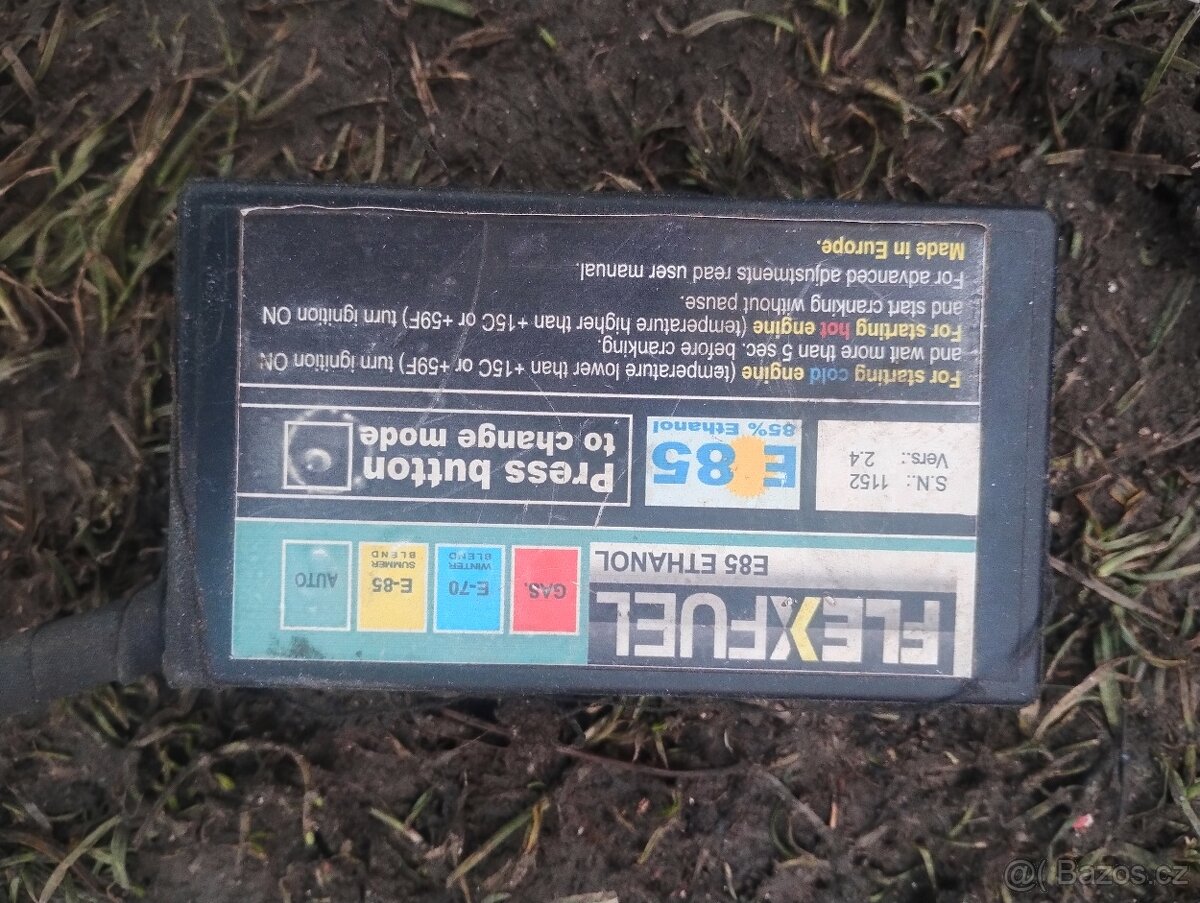 FLEXFUEL
E85 ETHANOL
GAS.
E-70
WINTER
BLEND
E-85
SUMMER
BLEND
AUTO
S.N.: 1152
Vers.: 2.4
E85
85% Ethanol
Press button
to change mode
For starting cold engine (temperature lower than +15C or +59F) turn ignition ON
and wait more than 5 sec. before cranking.
For starting hot engine (temperature higher than +15C or +59F) turn ignition ON
and start cranking without pause.
For advanced adjustments read user manual.
Made in Europe.
@( Bazos.cz